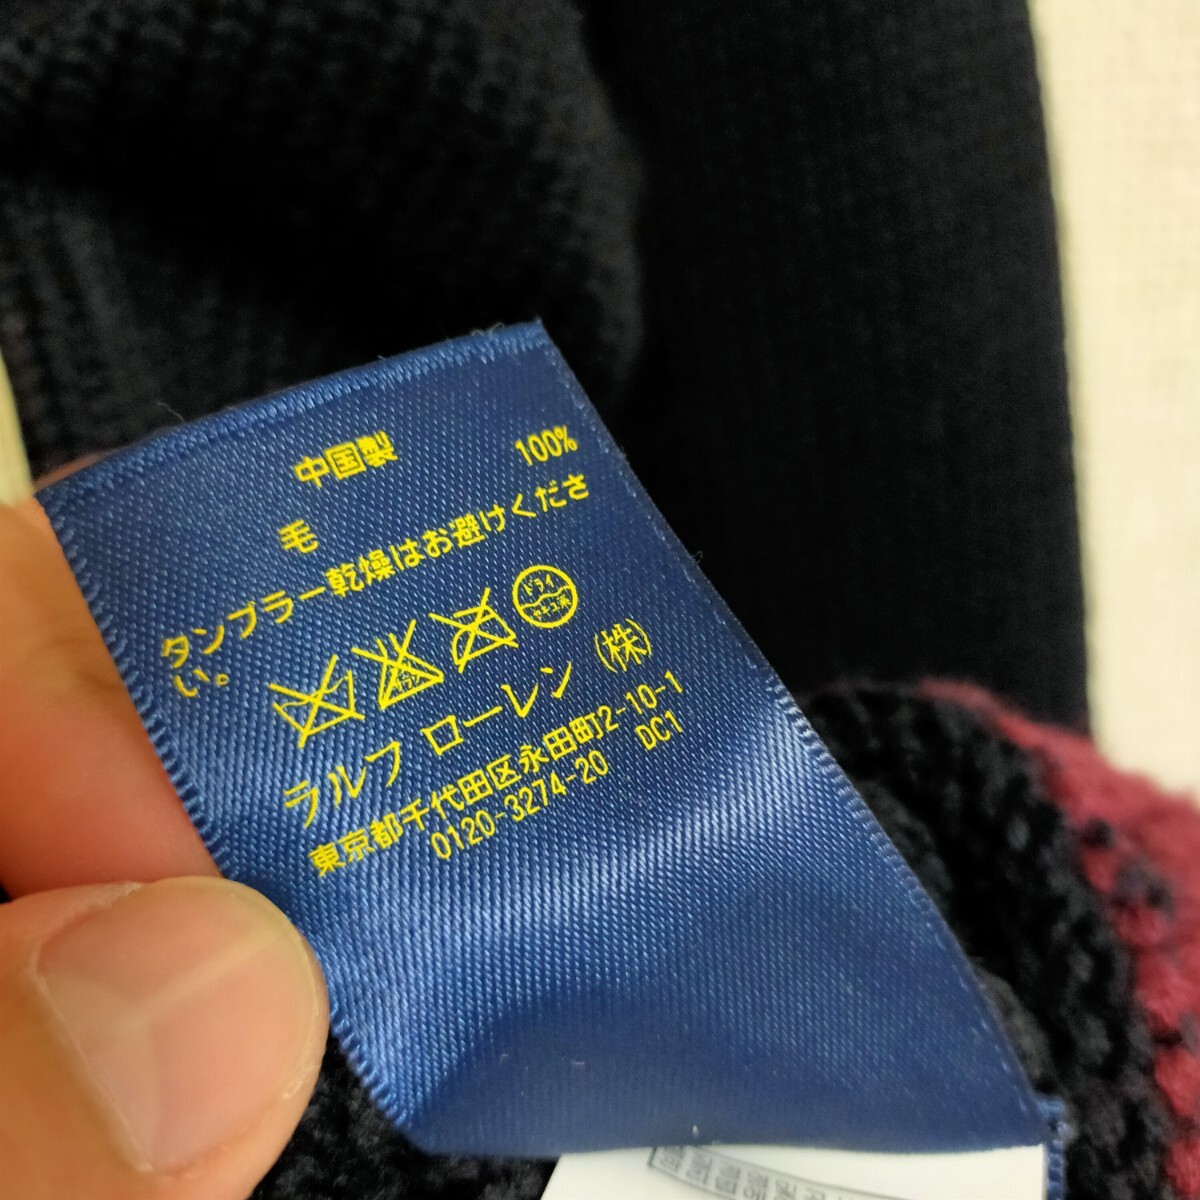 中国製
毛 100%
タンブラー乾燥はお避けくださ
い。
ドライ
ラルフ ローレン (株)
東京都千代田区永田町2-10-1
0120-3274-20 DC1